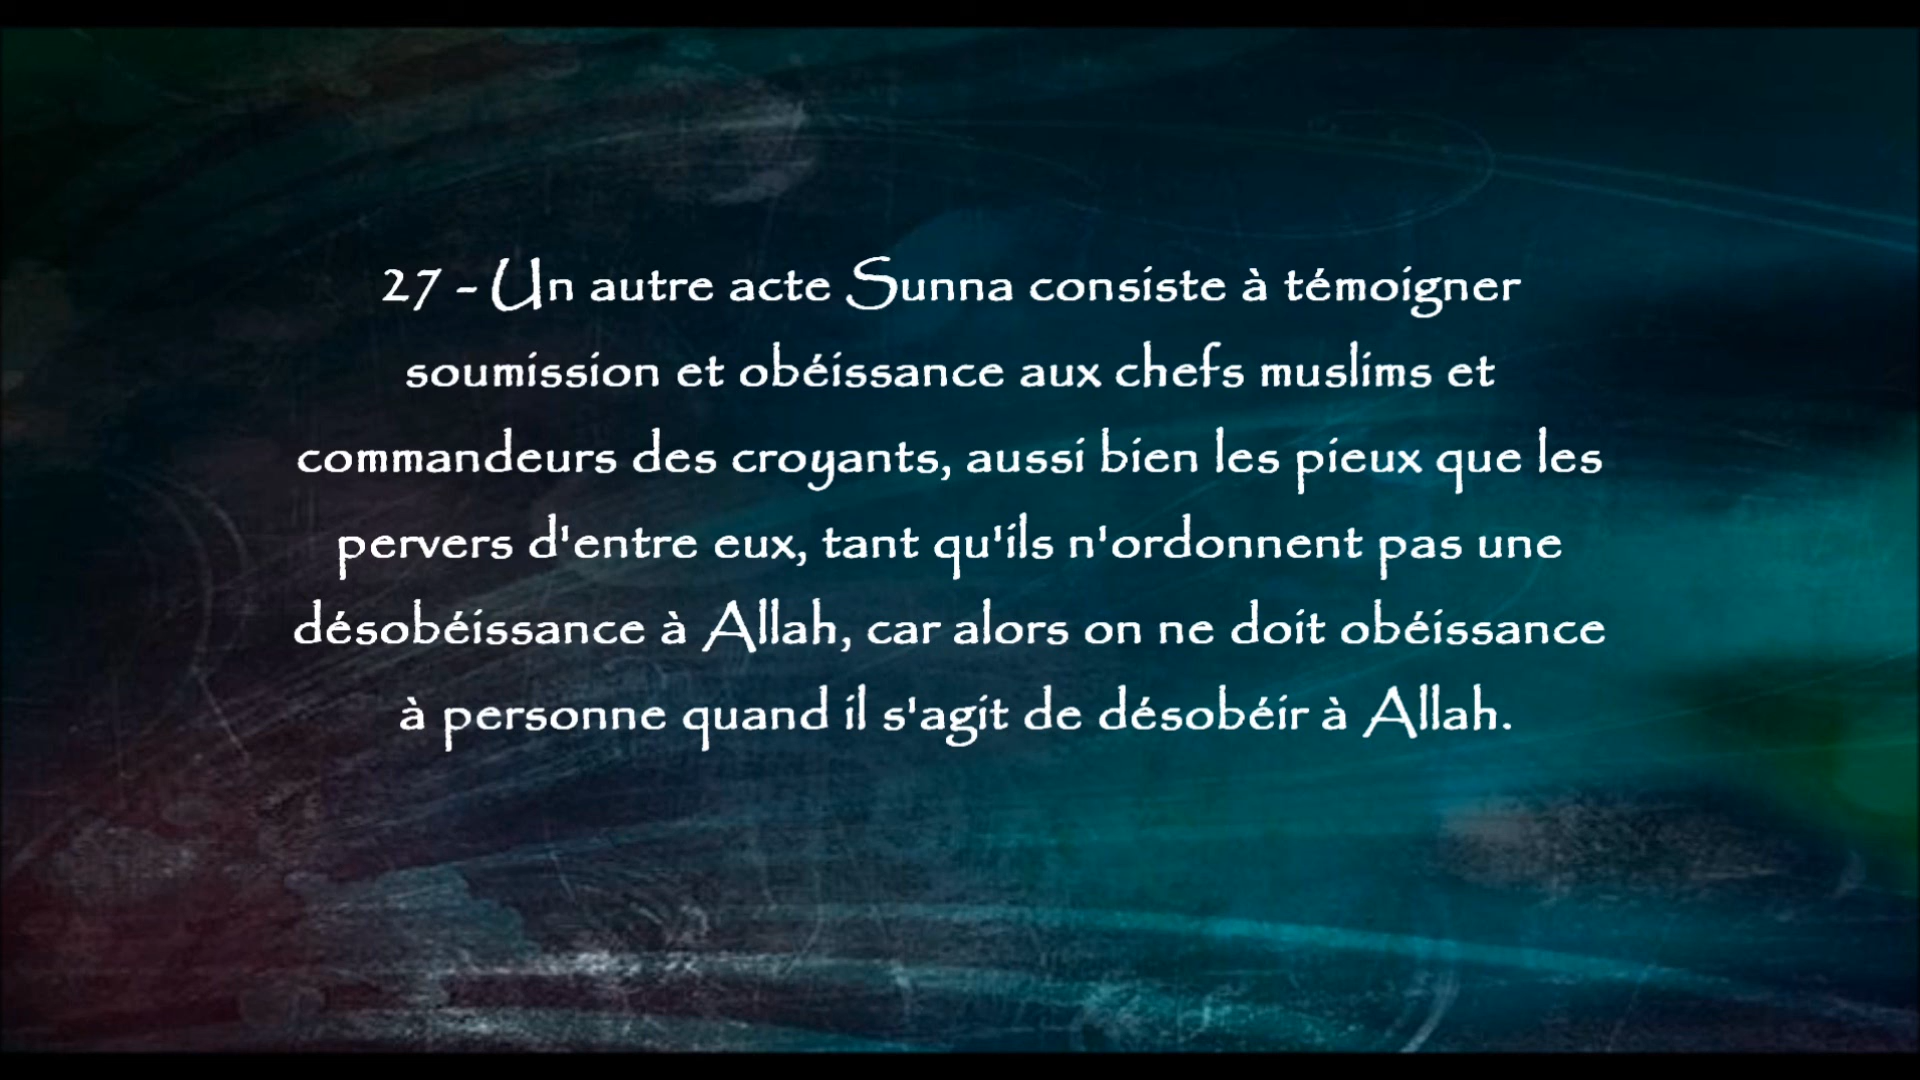 27 - Un autre acte Sunna consiste à témoigner
soumission et obéissance aux chefs muslims et
commandeurs des croyants, aussi bien les pieux que les
pervers d'entre eux, tant qu'ils n'ordonnent pas une
désobéissance à Allah, car alors on ne doit obéissance
à personne quand il s'agit de désobéir à Allah.